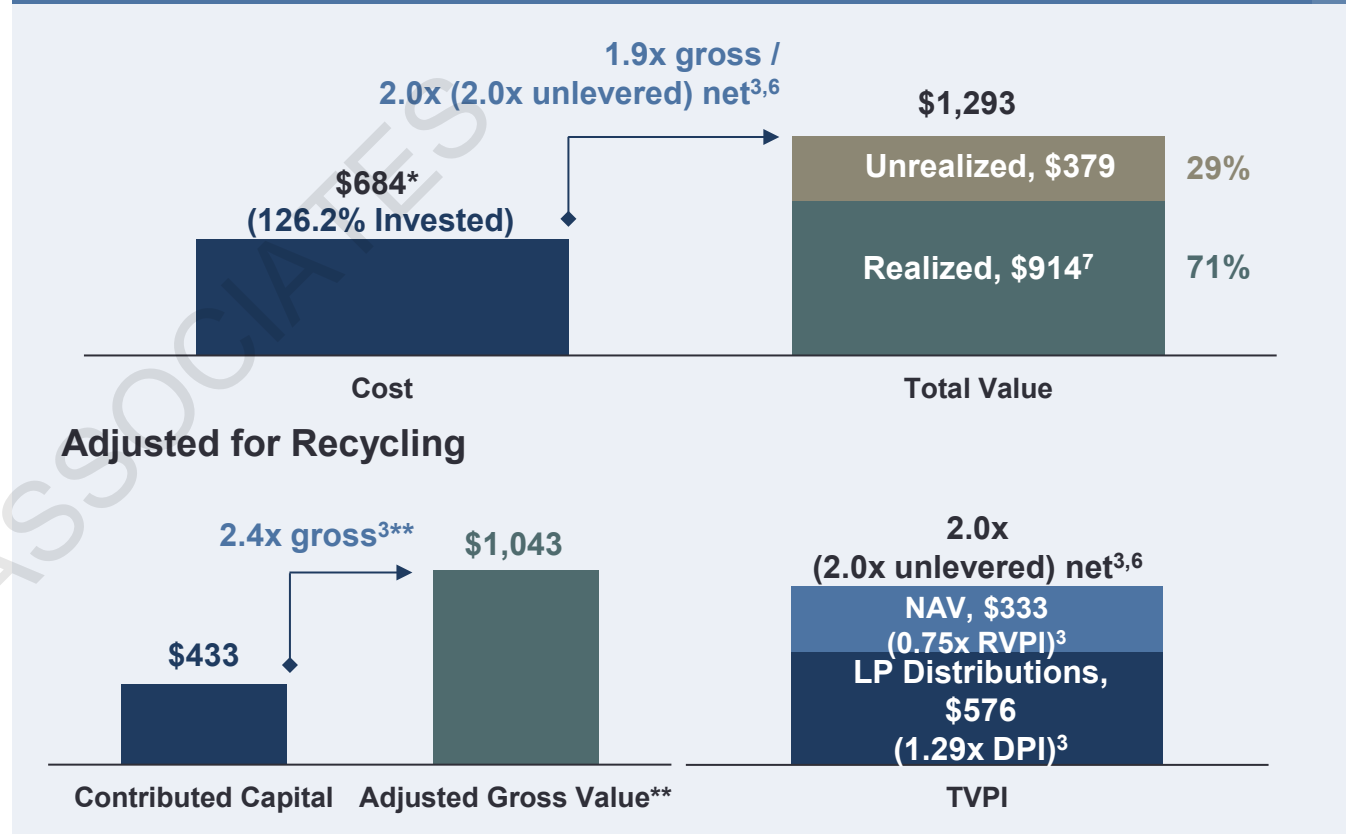 1.9x gross /
2.0x (2.0x unlevered) net3,6
$1,293
$684*
(126.2% Invested)
Unrealized, $379
29%
Realized, $9147
71%
Cost
Total Value
ASSOCIATES
Adjusted for Recycling
2.4x gross3**
$1,043
$433
2.0x
(2.0x unlevered) net3,6
NAV, $333
(0.75x RVPI)3
LP Distributions,
$576
(1.29x DPI)3
Contributed Capital
Adjusted Gross Value**
TVPI